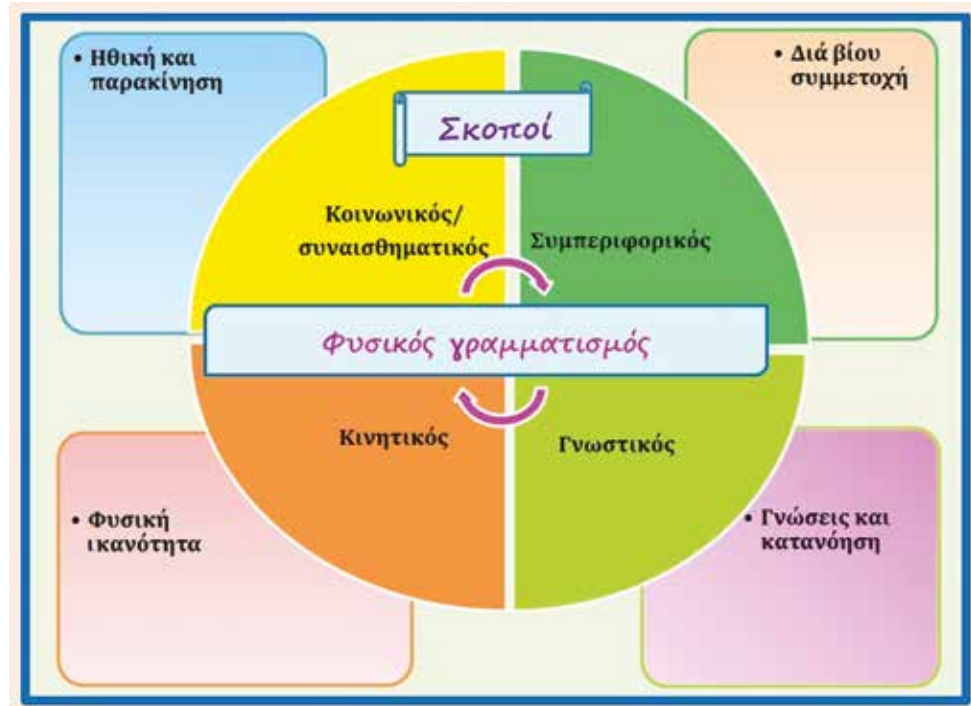 • Ηθική και
παρακίνηση
• Διά βίου
συμμετοχή
Σκοποί
Κοινωνικός/
συναισθηματικός
Συμπεριφορικός
Φυσικός γραμματισμός
Κινητικός
Γνωστικός
• Φυσική
ικανότητα
• Γνώσεις και
κατανόηση